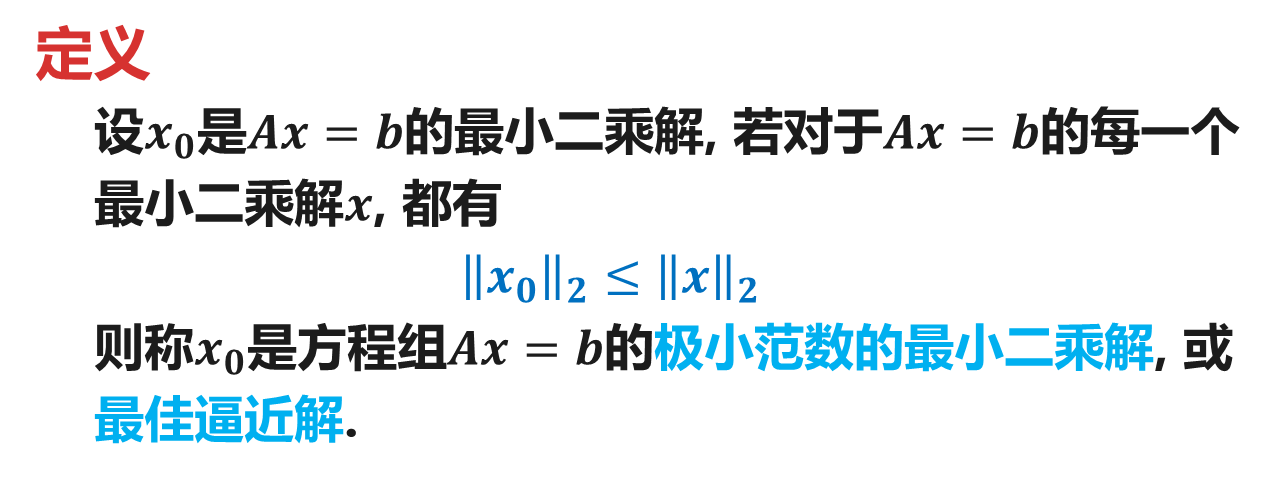 定义
设x₀是Ax = b的最小二乘解, 若对于Ax = b的每一个
最小二乘解x, 都有
‖x₀‖₂ ≤ ‖x‖₂
则称x₀是方程组Ax = b的极小范数的最小二乘解, 或
最佳逼近解.